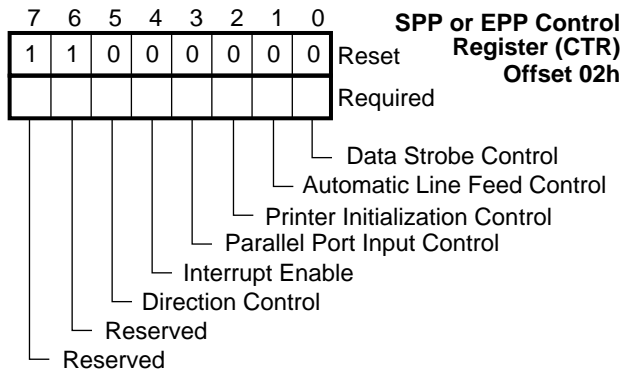 7 6 5 4 3 2 1 0
SPP or EPP Control
Register (CTR)
Offset 02h
1 1 0 0 0 0 0 0 Reset
Required
Data Strobe Control
Automatic Line Feed Control
Printer Initialization Control
Parallel Port Input Control
Interrupt Enable
Direction Control
Reserved
Reserved